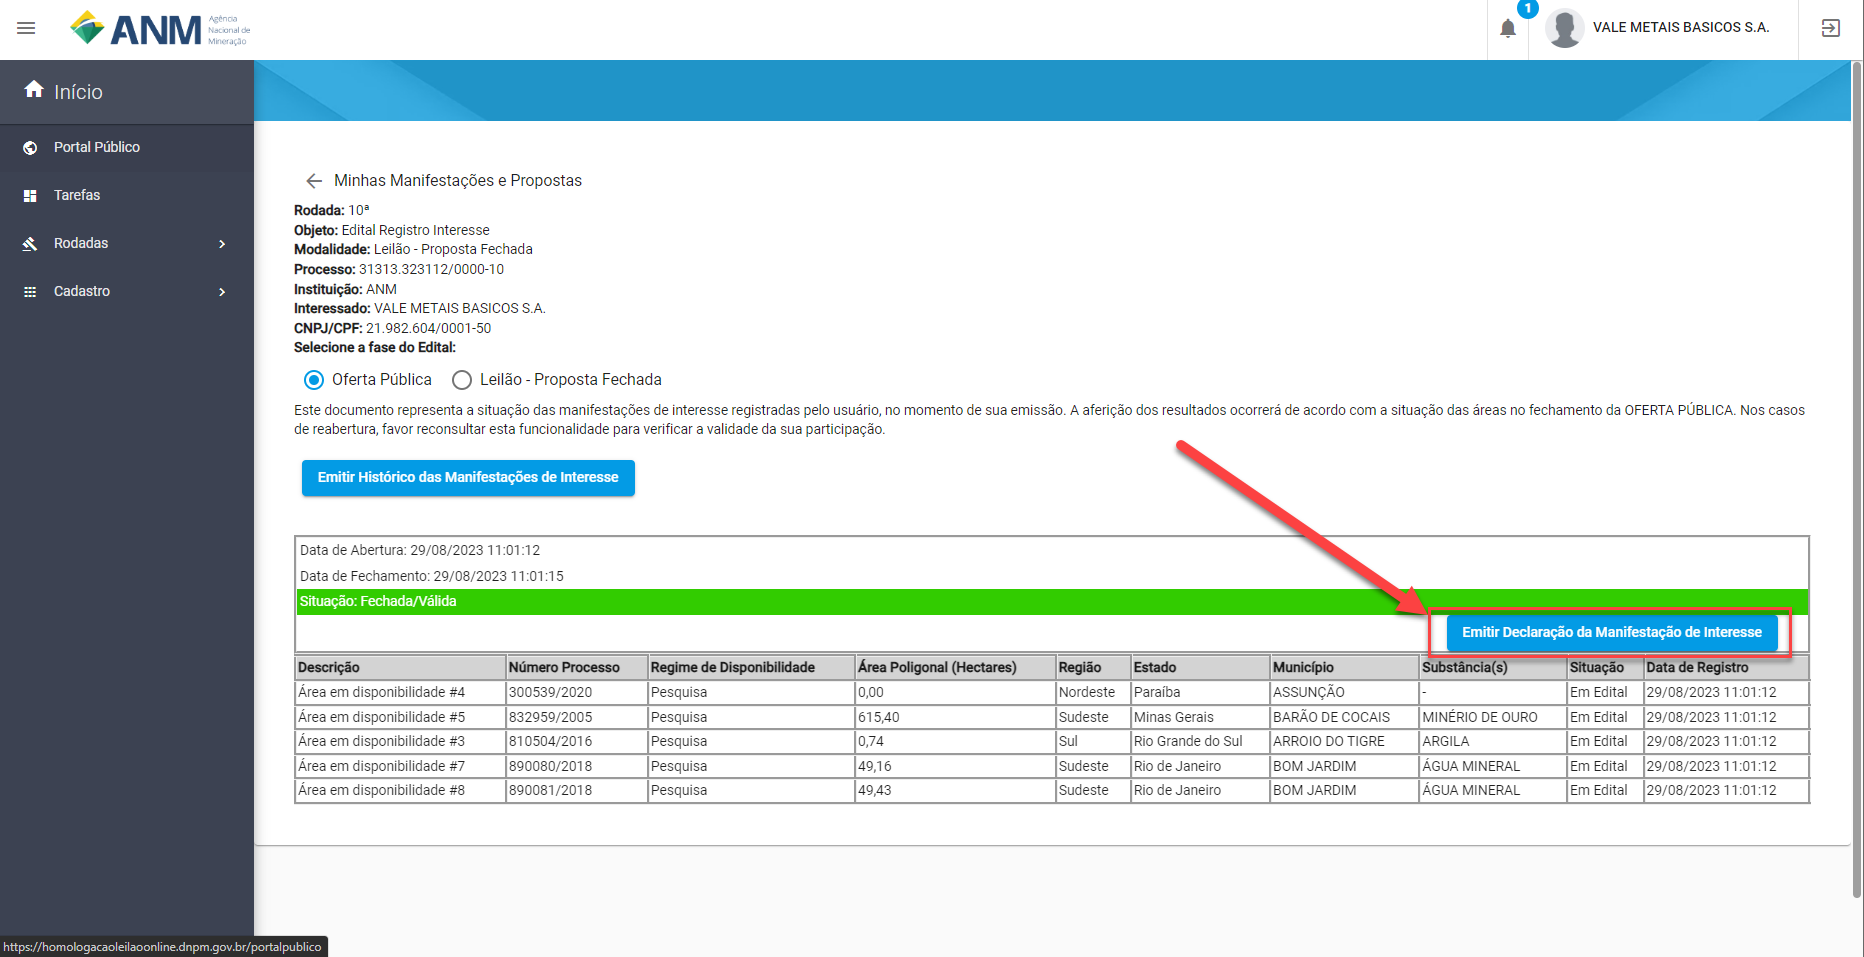 ANM
Agência
Nacional de
Mineração
1
VALE METAIS BASICOS S.A.
Início
Portal Público
Tarefas
Rodadas
Cadastro
Minhas Manifestações e Propostas
Rodada: 10ª
Objeto: Edital Registro Interesse
Modalidade: Leilão - Proposta Fechada
Processo: 31313.323112/0000-10
Instituição: ANM
Interessado: VALE METAIS BASICOS S.A.
CNPJ/CPF: 21.982.604/0001-50
Selecione a fase do Edital:
Oferta Pública Leilão - Proposta Fechada
Este documento representa a situação das manifestações de interesse registradas pelo usuário, no momento de sua emissão. A aferição dos resultados ocorrerá de acordo com a situação das áreas no fechamento da OFERTA PÚBLICA. Nos casos
de reabertura, favor reconsultar esta funcionalidade para verificar a validade da sua participação.
Emitir Histórico das Manifestações de Interesse
Data de Abertura: 29/08/2023 11:01:12
Data de Fechamento: 29/08/2023 11:01:15
Situação: Fechada/Válida
Emitir Declaração da Manifestação de Interesse
Descrição Número Processo Regime de Disponibilidade Área Poligonal (Hectares) Região Estado Município Substância(s) Situação Data de Registro
Área em disponibilidade #4 300539/2020 Pesquisa 0,00 Nordeste Paraíba ASSUNÇÃO - Em Edital 29/08/2023 11:01:12
Área em disponibilidade #5 832959/2005 Pesquisa 615,40 Sudeste Minas Gerais BARÃO DE COCAIS MINÉRIO DE OURO Em Edital 29/08/2023 11:01:12
Área em disponibilidade #3 810504/2016 Pesquisa 0,74 Sul Rio Grande do Sul ARROIO DO TIGRE ARGILA Em Edital 29/08/2023 11:01:12
Área em disponibilidade #7 890080/2018 Pesquisa 49,16 Sudeste Rio de Janeiro BOM JARDIM ÁGUA MINERAL Em Edital 29/08/2023 11:01:12
Área em disponibilidade #8 890081/2018 Pesquisa 49,43 Sudeste Rio de Janeiro BOM JARDIM ÁGUA MINERAL Em Edital 29/08/2023 11:01:12
https://homologacaoleilaoonline.dnpm.gov.br/portalpublico